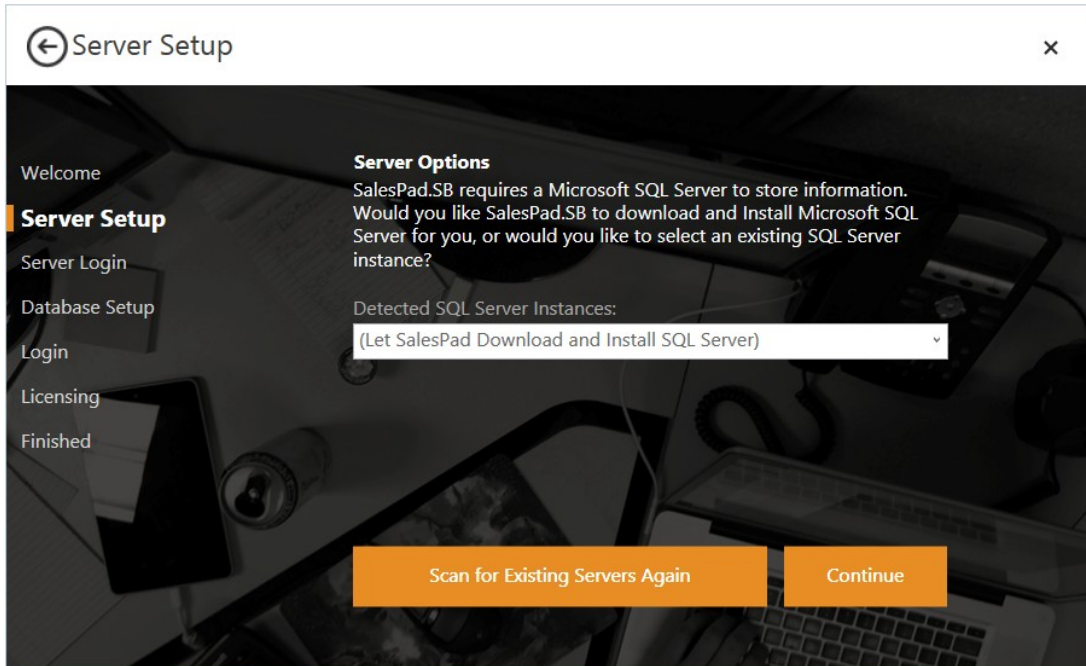 Server Setup
Welcome
Server Setup
Server Login
Database Setup
Login
Licensing
Finished
Server Options
SalesPad.SB requires a Microsoft SQL Server to store information.
Would you like SalesPad.SB to download and Install Microsoft SQL
Server for you, or would you like to select an existing SQL Server
instance?
Detected SQL Server Instances:
(Let SalesPad Download and Install SQL Server)
Scan for Existing Servers Again
Continue